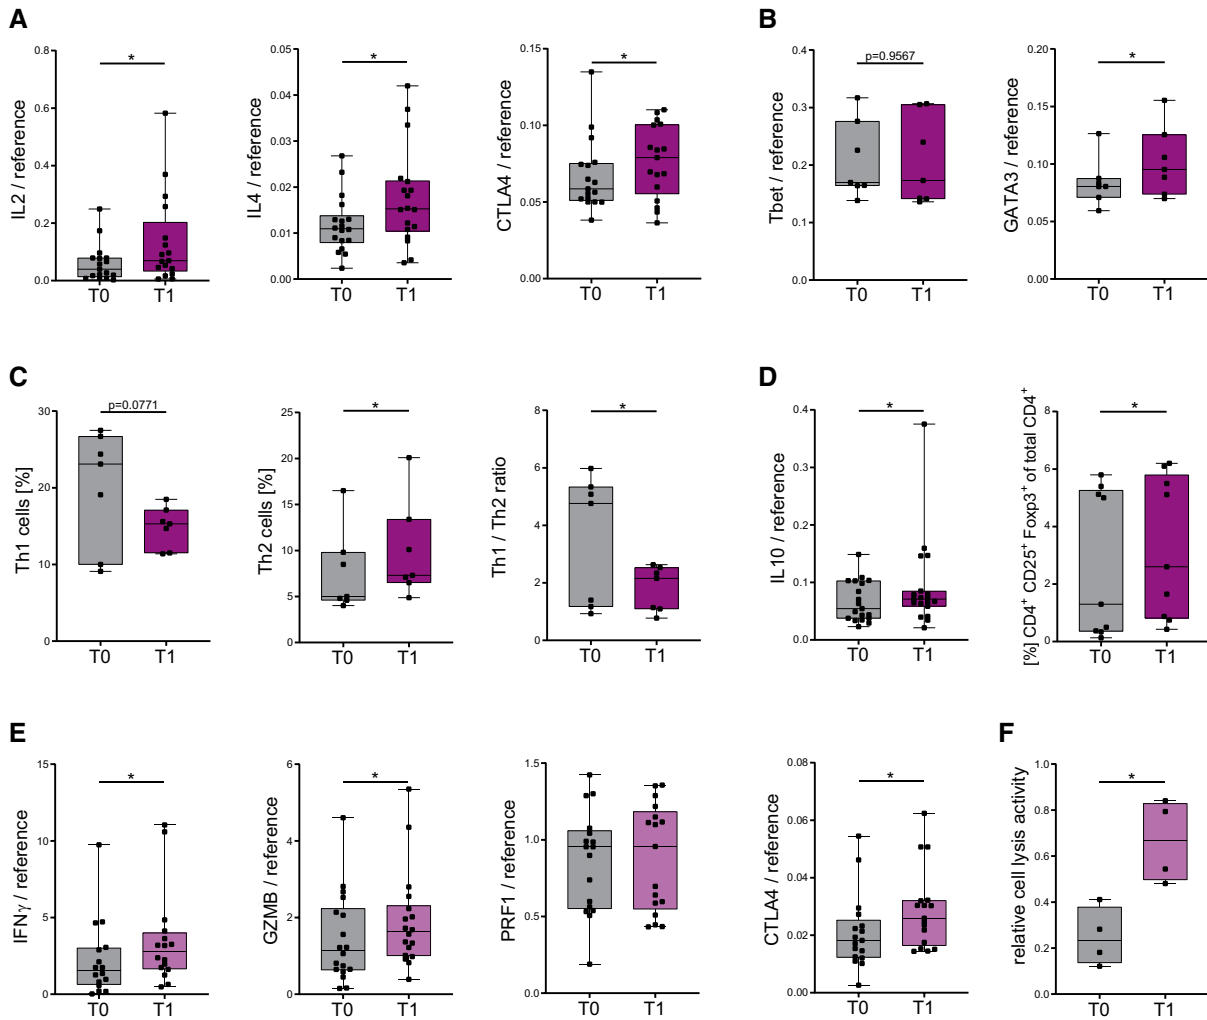 A
B
IL2 / reference
0.8
0.6
0.4
0.2
0.0
*
T0 T1
IL4 / reference
0.05
0.04
0.03
0.02
0.01
0.00
*
T0 T1
CTLA4 / reference
0.15
0.10
0.05
0.00
*
T0 T1
Tbet / reference
0.4
0.3
0.2
0.1
0.0
p=0.9567
T0 T1
GATA3 / reference
0.20
0.15
0.10
0.05
0.00
*
T0 T1
C
D
Th1 cells [%]
30
20
10
0
p=0.0771
T0 T1
Th2 cells [%]
25
20
15
10
5
0
*
T0 T1
Th1 / Th2 ratio
8
6
4
2
0
*
T0 T1
IL10 / reference
0.4
0.3
0.2
0.1
0.0
*
T0 T1
[%] CD4⁺ CD25⁺ Foxp3⁺ of total CD4⁺
8
6
4
2
0
*
T0 T1
E
F
IFNγ / reference
15
10
5
0
*
T0 T1
GZMB / reference
6
4
2
0
*
T0 T1
PRF1 / reference
1.5
1.0
0.5
0.0
T0 T1
CTLA4 / reference
0.08
0.06
0.04
0.02
0.00
*
T0 T1
relative cell lysis activity
1.0
0.8
0.6
0.4
0.2
0.0
*
T0 T1